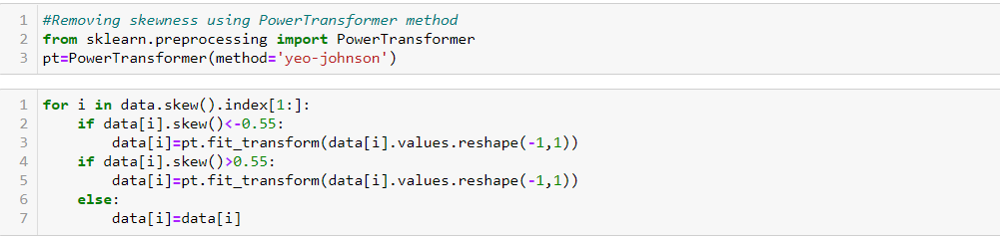 1 #Removing skewness using PowerTransformer method
2 from sklearn.preprocessing import PowerTransformer
3 pt=PowerTransformer(method='yeo-johnson')
1 for i in data.skew().index[1:]:
2     if data[i].skew()<-0.55:
3         data[i]=pt.fit_transform(data[i].values.reshape(-1,1))
4     if data[i].skew()>0.55:
5         data[i]=pt.fit_transform(data[i].values.reshape(-1,1))
6     else:
7         data[i]=data[i]